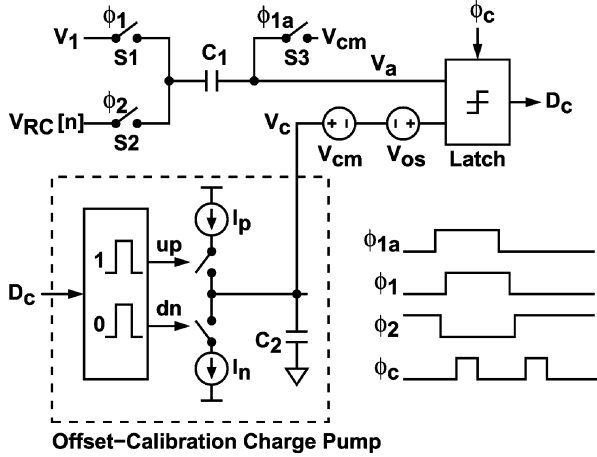 ϕ1
V1
S1
C1
ϕ1a
S3
Vcm
ϕc
ϕ2
VRC [n]
S2
Va
Dc
Vc
+ −
Vcm
− +
Vos
Latch
Ip
up
1
Dc
dn
0
In
C2
ϕ1a
ϕ1
ϕ2
ϕc
Offset−Calibration Charge Pump